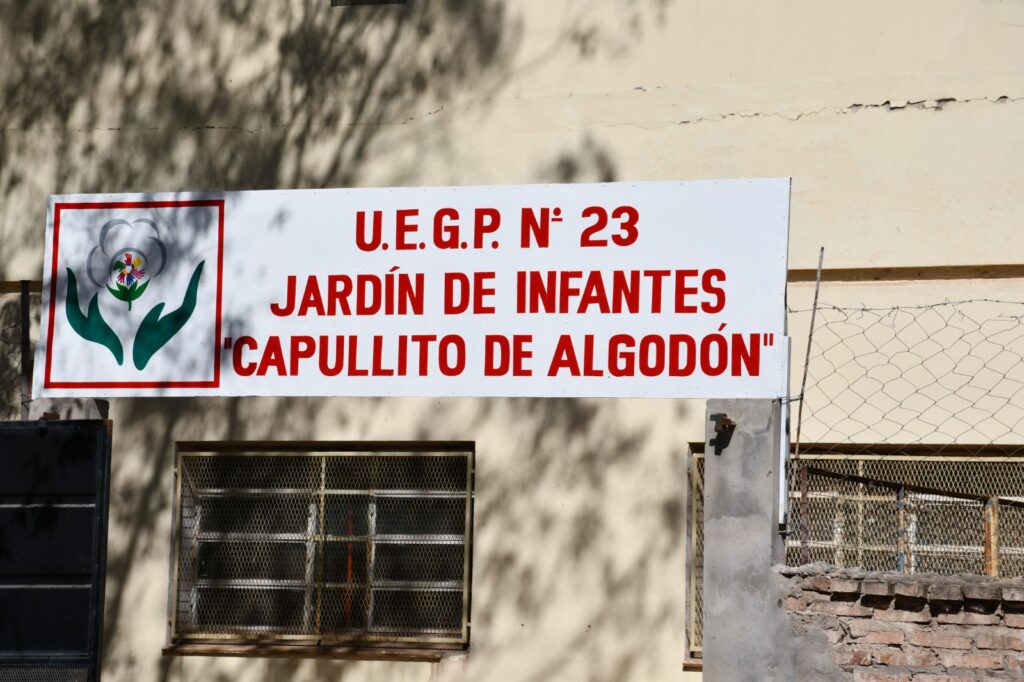 U.E.G.P. Nº 23
JARDÍN DE INFANTES
"CAPULLITO DE ALGODÓN"